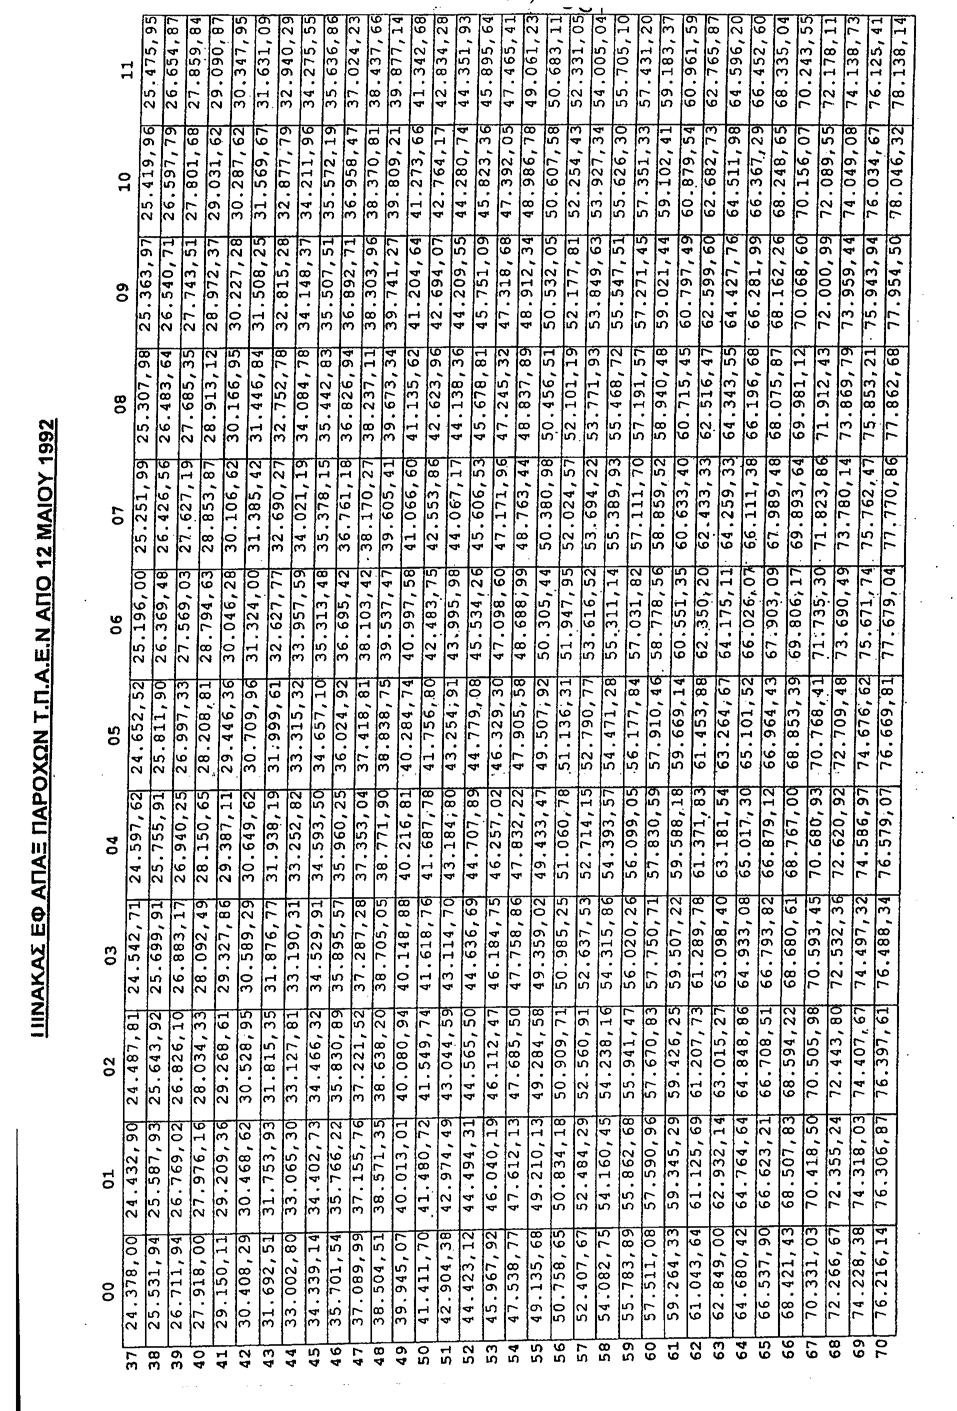 ΠΙΝΑΚΑΣ ΕΦ ΑΠΑΞ ΠΑΡΟΧΩΝ Τ.Π.Α.Ε.Ν ΑΠΟ 12 ΜΑΙΟΥ 1992
00 01 02 03 04 05 06 07 08 09 10 11
37 24.378,00 24.432,90 24.487,81 24.542,71 24.597,62 24.652,52 25.196,00 25.251,99 25.307,98 25.363,97 25.419,96 25.475,95
38 25.531,94 25.587,93 25.643,92 25.699,91 25.755,91 25.811,90 26.369,48 26.426,56 26.483,64 26.540,71 26.597,79 26.654,87
39 26.711,94 26.769,02 26.826,10 26.883,17 26.940,25 26.997,33 27.569,03 27.627,19 27.685,35 27.743,51 27.801,68 27.859,84
40 27.918,00 27.976,16 28.034,33 28.092,49 28.150,65 28.208,81 28.794,63 28.853,87 28.913,12 28.972,37 29.031,62 29.090,87
41 29.150,11 29.209,36 29.268,61 29.327,86 29.387,11 29.446,36 30.046,28 30.106,62 30.166,95 30.227,28 30.287,62 30.347,95
42 30.408,29 30.468,62 30.528,95 30.589,29 30.649,62 30.709,96 31.324,00 31.385,42 31.446,84 31.508,25 31.569,67 31.631,09
43 31.692,51 31.753,93 31.815,35 31.876,77 31.938,19 31.999,61 32.627,77 32.690,27 32.752,78 32.815,28 32.877,79 32.940,29
44 33.002,80 33.065,30 33.127,81 33.190,31 33.252,82 33.315,32 33.957,59 34.021,19 34.084,78 34.148,37 34.211,96 34.275,55
45 34.339,14 34.402,73 34.466,32 34.529,91 34.593,50 34.657,10 35.313,48 35.378,15 35.442,83 35.507,51 35.572,19 35.636,86
46 35.701,54 35.766,22 35.830,89 35.895,57 35.960,25 36.024,92 36.695,42 36.761,18 36.826,94 36.892,71 36.958,47 37.024,23
47 37.089,99 37.155,76 37.221,52 37.287,28 37.353,04 37.418,81 38.103,42 38.170,27 38.237,11 38.303,96 38.370,81 38.437,66
48 38.504,51 38.571,35 38.638,20 38.705,05 38.771,90 38.838,75 39.537,47 39.605,41 39.673,34 39.741,27 39.809,21 39.877,14
49 39.945,07 40.013,01 40.080,94 40.148,88 40.216,81 40.284,74 40.997,58 41.066,60 41.135,62 41.204,64 41.273,66 41.342,68
50 41.411,70 41.480,72 41.549,74 41.618,76 41.687,78 41.756,80 42.483,75 42.553,86 42.623,96 42.694,07 42.764,17 42.834,28
51 42.904,38 42.974,49 43.044,59 43.114,70 43.184,80 43.254,91 43.995,98 44.067,17 44.138,36 44.209,55 44.280,74 44.351,93
52 44.423,12 44.494,31 44.565,50 44.636,69 44.707,89 44.779,08 45.534,26 45.606,53 45.678,81 45.751,09 45.823,36 45.895,64
53 45.967,92 46.040,19 46.112,47 46.184,75 46.257,02 46.329,30 47.098,60 47.171,96 47.245,32 47.318,68 47.392,05 47.465,41
54 47.538,77 47.612,13 47.685,50 47.758,86 47.832,22 47.905,58 48.688,99 48.763,44 48.837,89 48.912,34 48.986,78 49.061,23
55 49.135,68 49.210,13 49.284,58 49.359,02 49.433,47 49.507,92 50.305,44 50.380,98 50.456,51 50.532,05 50.607,58 50.683,11
56 50.758,65 50.834,18 50.909,71 50.985,25 51.060,78 51.136,31 51.947,95 52.024,57 52.101,19 52.177,81 52.254,43 52.331,05
57 52.407,67 52.484,29 52.560,91 52.637,53 52.714,15 52.790,77 53.616,52 53.694,22 53.771,93 53.849,63 53.927,34 54.005,04
58 54.082,75 54.160,45 54.238,16 54.315,86 54.393,57 54.471,28 55.311,14 55.389,93 55.468,72 55.547,51 55.626,30 55.705,10
59 55.783,89 55.862,68 55.941,47 56.020,26 56.099,05 56.177,84 57.031,82 57.111,70 57.191,57 57.271,45 57.351,33 57.431,20
60 57.511,08 57.590,96 57.670,83 57.750,71 57.830,59 57.910,46 58.778,56 58.859,52 58.940,48 59.021,44 59.102,41 59.183,37
61 59.264,33 59.345,29 59.426,25 59.507,22 59.588,18 59.669,14 60.551,35 60.633,40 60.715,45 60.797,49 60.879,54 60.961,59
62 61.043,64 61.125,69 61.207,73 61.289,78 61.371,83 61.453,88 62.350,20 62.433,33 62.516,47 62.599,60 62.682,73 62.765,87
63 62.849,00 62.932,14 63.015,27 63.098,40 63.181,54 63.264,67 64.175,11 64.259,33 64.343,55 64.427,76 64.511,98 64.596,20
64 64.680,42 64.764,64 64.848,86 64.933,08 65.017,30 65.101,52 66.026,07 66.111,38 66.196,68 66.281,99 66.367,29 66.452,60
65 66.537,90 66.623,21 66.708,51 66.793,82 66.879,12 66.964,43 67.903,09 67.989,48 68.075,87 68.162,26 68.248,65 68.335,04
66 68.421,43 68.507,83 68.594,22 68.680,61 68.767,00 68.853,39 69.806,17 69.893,64 69.981,12 70.068,60 70.156,07 70.243,55
67 70.331,03 70.418,50 70.505,98 70.593,45 70.680,93 70.768,41 71.735,30 71.823,86 71.912,43 72.000,99 72.089,55 72.178,11
68 72.266,67 72.355,24 72.443,80 72.532,36 72.620,92 72.709,48 73.690,49 73.780,14 73.869,79 73.959,44 74.049,08 74.138,73
69 74.228,38 74.318,03 74.407,67 74.497,32 74.586,97 74.676,62 75.671,74 75.762,47 75.853,21 75.943,94 76.034,67 76.125,41
70 76.216,14 76.306,87 76.397,61 76.488,34 76.579,07 76.669,81 77.679,04 77.770,86 77.862,68 77.954,50 78.046,32 78.138,14